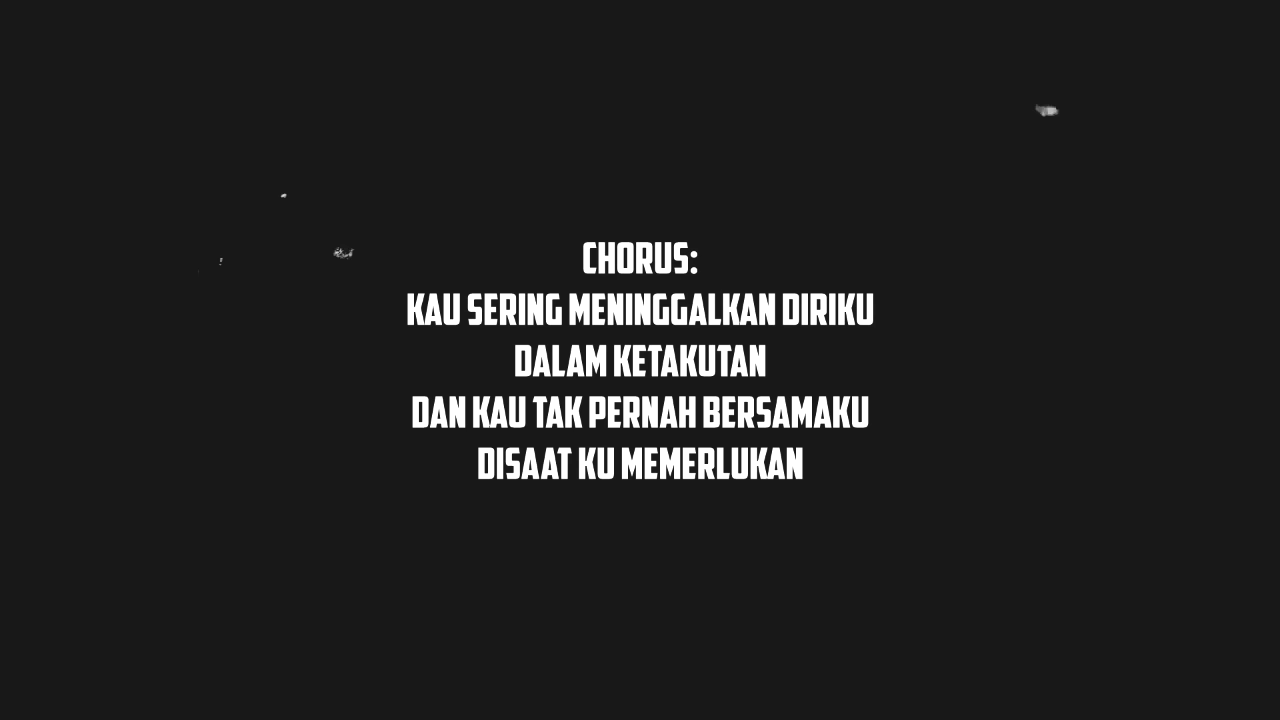 CHORUS:
KAU SERING MENINGGALKAN DIRIKU
DALAM KETAKUTAN
DAN KAU TAK PERNAH BERSAMAKU
DISAAT KU MEMERLUKAN